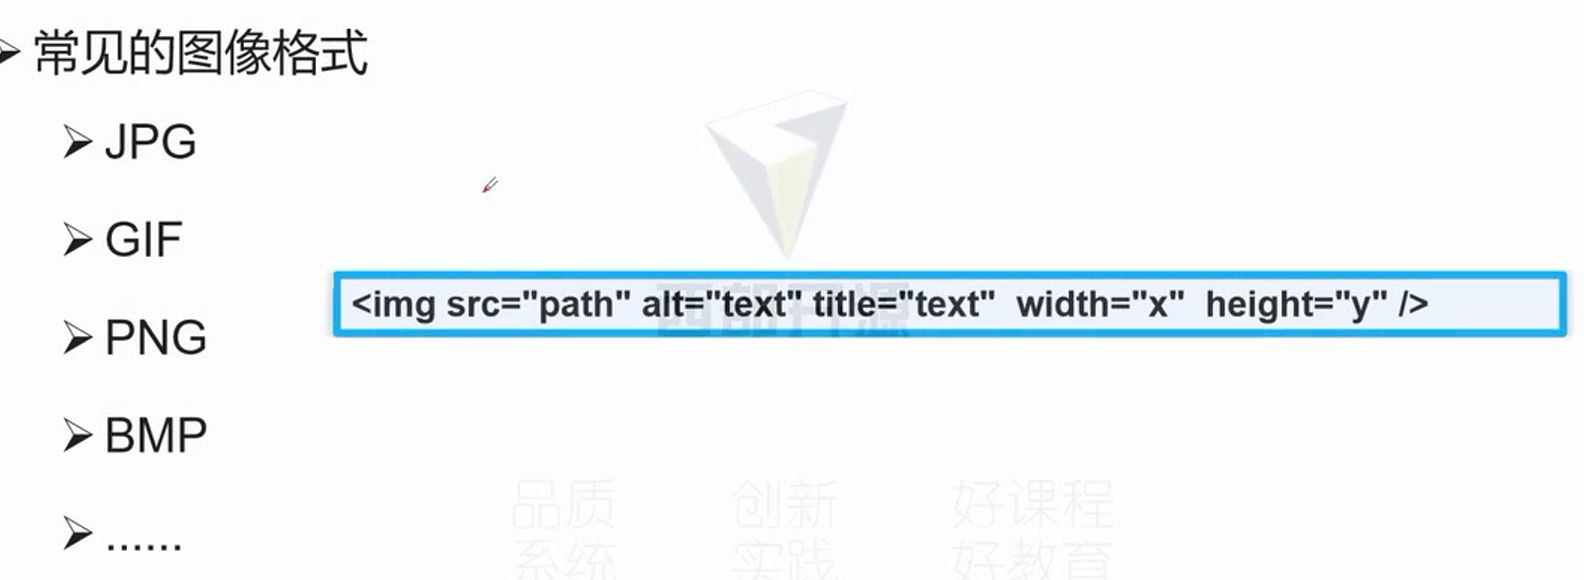 常见的图像格式
JPG
GIF
<img src="path" alt="text" title="text" width="x" height="y" />
西部开源
PNG
BMP
......
品质 创新 好课程
系统 实践 好教育